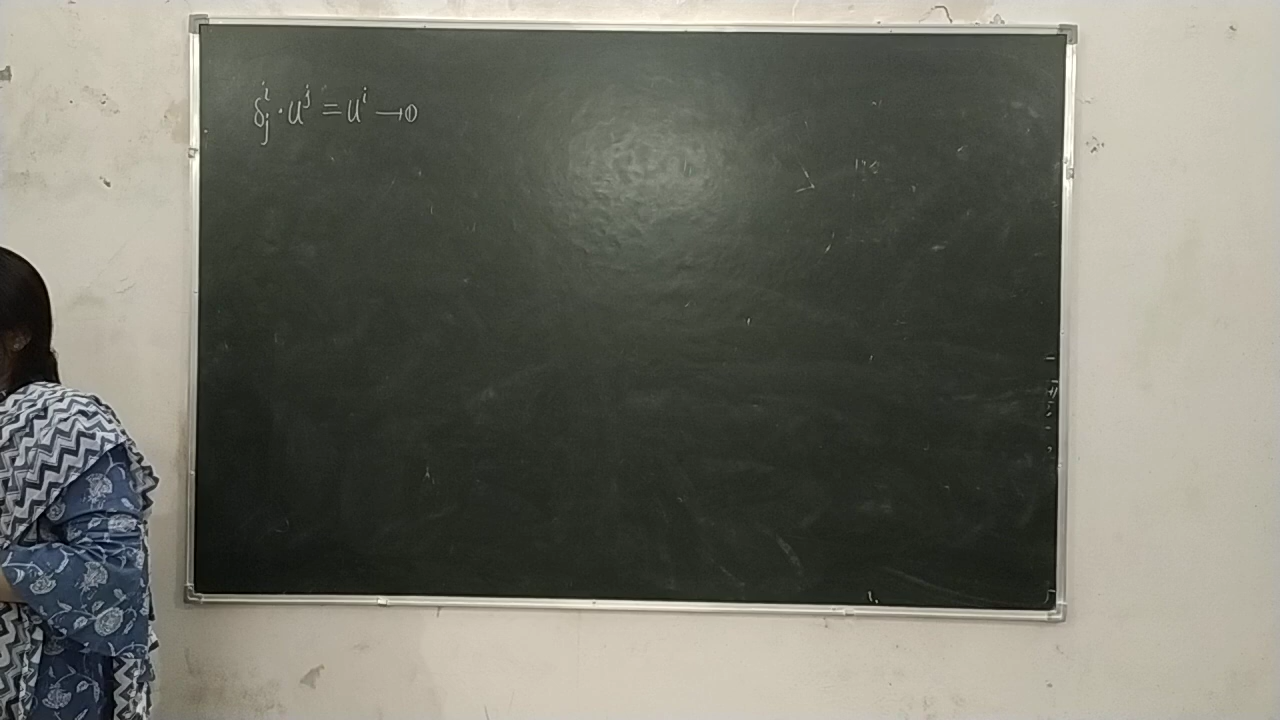 δⁱⱼ · uʲ = uⁱ → ①